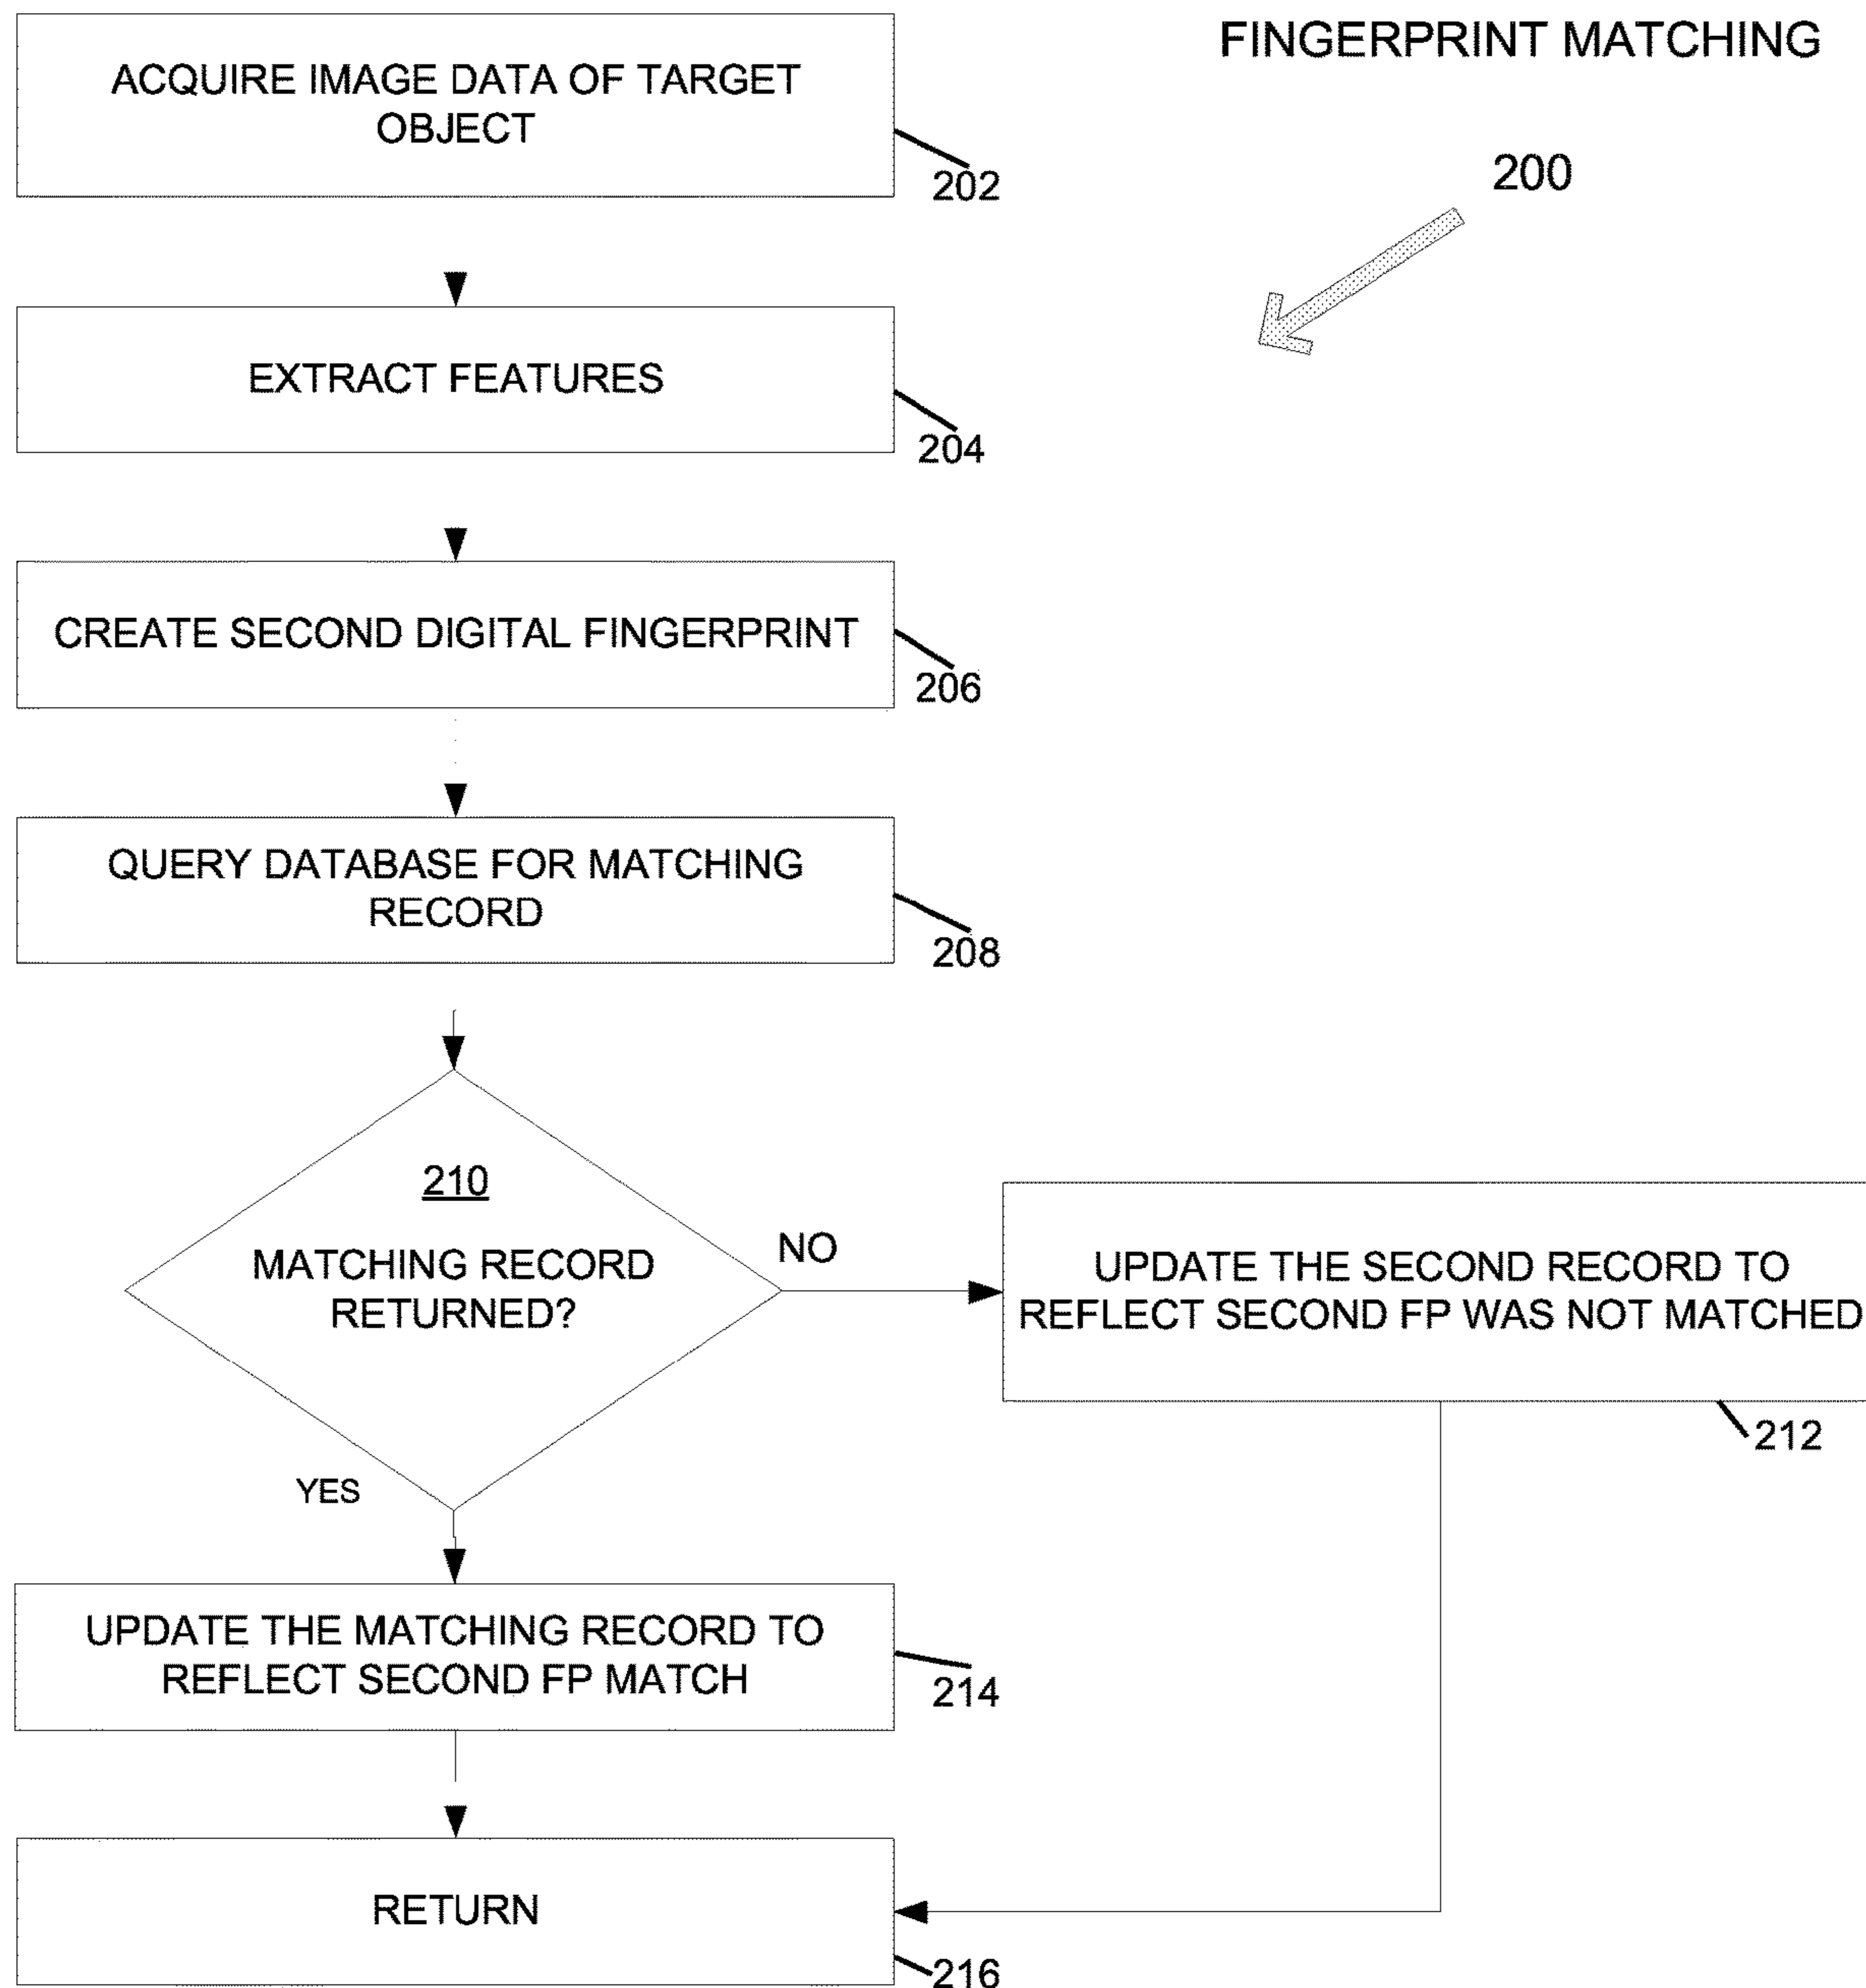 FINGERPRINT MATCHING
200
ACQUIRE IMAGE DATA OF TARGET
OBJECT
202
EXTRACT FEATURES
204
CREATE SECOND DIGITAL FINGERPRINT
206
QUERY DATABASE FOR MATCHING
RECORD
208
210
MATCHING RECORD
RETURNED?
NO
UPDATE THE SECOND RECORD TO
REFLECT SECOND FP WAS NOT MATCHED
212
YES
UPDATE THE MATCHING RECORD TO
REFLECT SECOND FP MATCH
214
RETURN
216